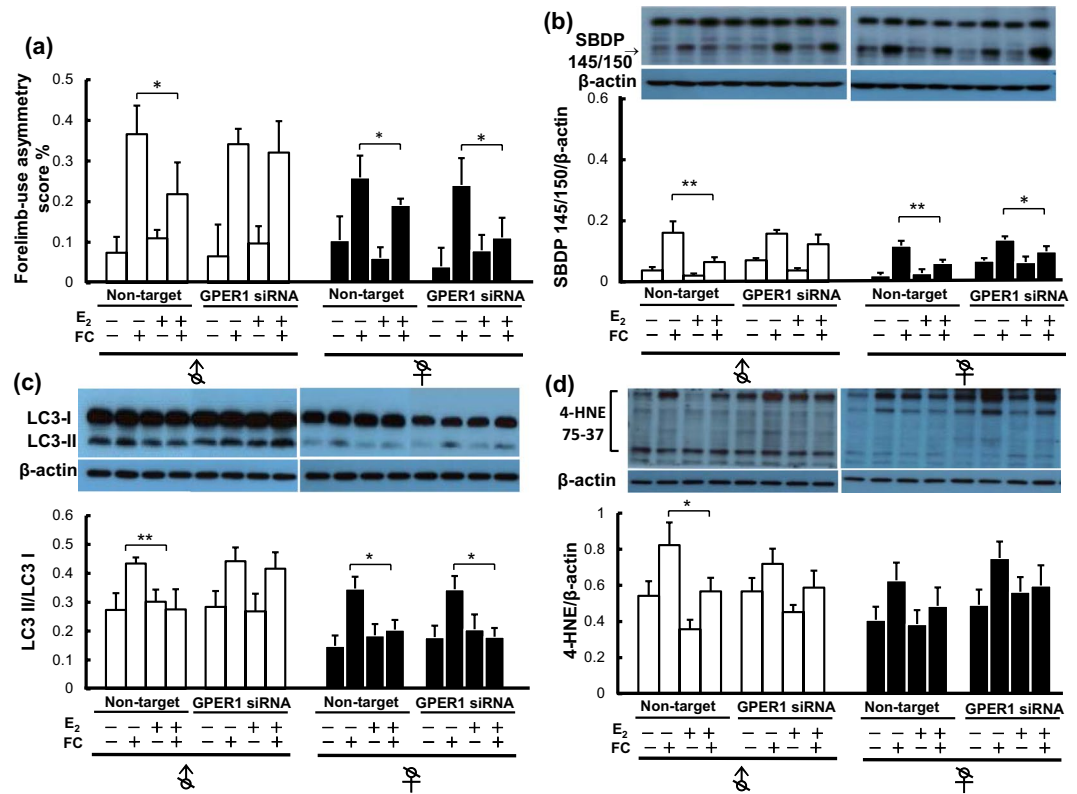 (a)
Forelimb-use asymmetry
score %
0.5
0.4
0.3
0.2
0.1
0
* * *
Non-target GPER1 siRNA Non-target GPER1 siRNA
E2 − − + + − − + + − − + + − − + +
FC − + − + − + − + − + − + − + − +
♂ ♀
(b)
SBDP
145/150 →
β-actin
SBDP 145/150/β-actin
0.6
0.4
0.2
0
** ** *
Non-target GPER1 siRNA Non-target GPER1 siRNA
E2 − − + + − − + + − − + + − − + +
FC − + − + − + − + − + − + − + − +
♂ ♀
(c)
LC3-I
LC3-II
β-actin
LC3 II/LC3 I
0.6
0.5
0.4
0.3
0.2
0.1
0
** * *
Non-target GPER1 siRNA Non-target GPER1 siRNA
E2 − − + + − − + + − − + + − − + +
FC − + − + − + − + − + − + − + − +
♂ ♀
(d)
4-HNE
75-37
β-actin
4-HNE/β-actin
1
0.8
0.6
0.4
0.2
0
*
Non-target GPER1 siRNA Non-target GPER1 siRNA
E2 − − + + − − + + − − + + − − + +
FC − + − + − + − + − + − + − + − +
♂ ♀